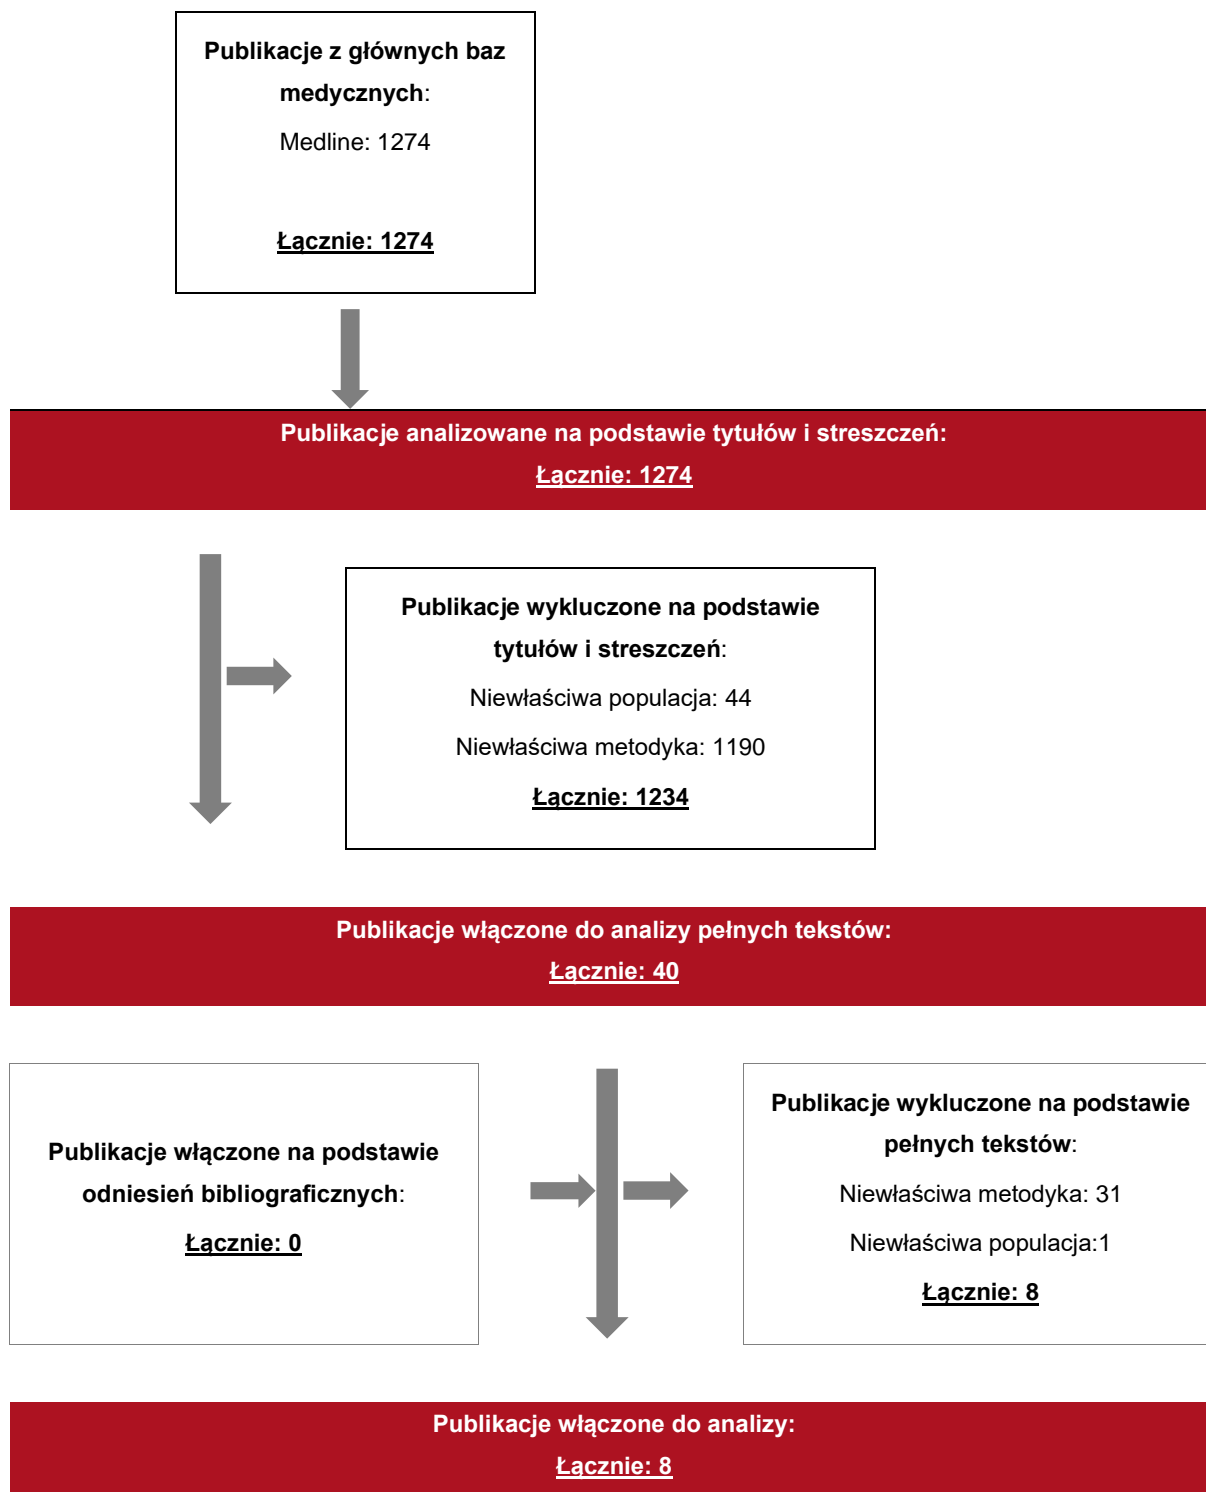 Publikacje z głównych baz
medycznych:
Medline: 1274
Łącznie: 1274
Publikacje analizowane na podstawie tytułów i streszczeń:
Łącznie: 1274
Publikacje wykluczone na podstawie
tytułów i streszczeń:
Niewłaściwa populacja: 44
Niewłaściwa metodyka: 1190
Łącznie: 1234
Publikacje włączone do analizy pełnych tekstów:
Łącznie: 40
Publikacje włączone na podstawie
odniesień bibliograficznych:
Łącznie: 0
Publikacje wykluczone na podstawie
pełnych tekstów:
Niewłaściwa metodyka: 31
Niewłaściwa populacja:1
Łącznie: 8
Publikacje włączone do analizy:
Łącznie: 8